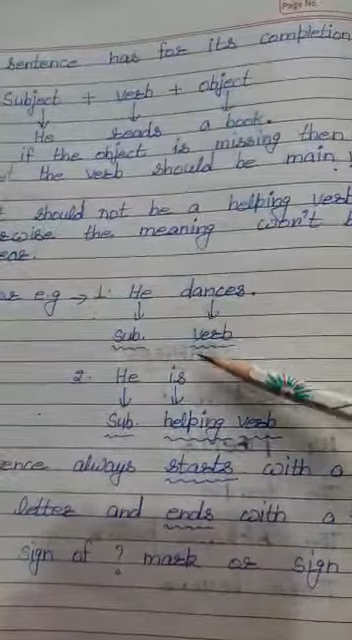 Page No.
sentence has for its completion
Subject + verb + object
He reads a book.
if the object is missing then
the verb should be main
should not be a helping verb
the meaning won't
e.g → 1. He dances.
Sub. verb
2. He is
Sub. helping verb
always starts with a
letter and ends with a
sign of ? mark or sign